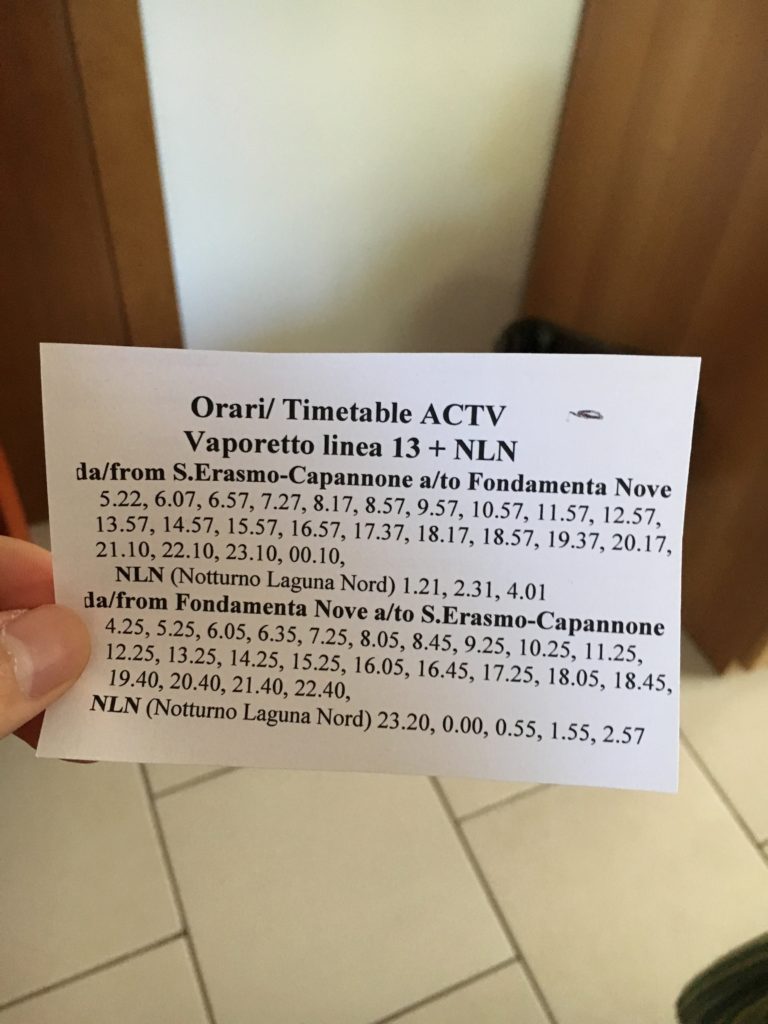 Orari/ Timetable ACTV
Vaporetto linea 13 + NLN
da/from S.Erasmo-Capannone a/to Fondamenta Nove
5.22, 6.07, 6.57, 7.27, 8.17, 8.57, 9.57, 10.57, 11.57, 12.57,
13.57, 14.57, 15.57, 16.57, 17.37, 18.17, 18.57, 19.37, 20.17,
21.10, 22.10, 23.10, 00.10,
NLN (Notturno Laguna Nord) 1.21, 2.31, 4.01
da/from Fondamenta Nove a/to S.Erasmo-Capannone
4.25, 5.25, 6.05, 6.35, 7.25, 8.05, 8.45, 9.25, 10.25, 11.25,
12.25, 13.25, 14.25, 15.25, 16.05, 16.45, 17.25, 18.05, 18.45,
19.40, 20.40, 21.40, 22.40,
NLN (Notturno Laguna Nord) 23.20, 0.00, 0.55, 1.55, 2.57